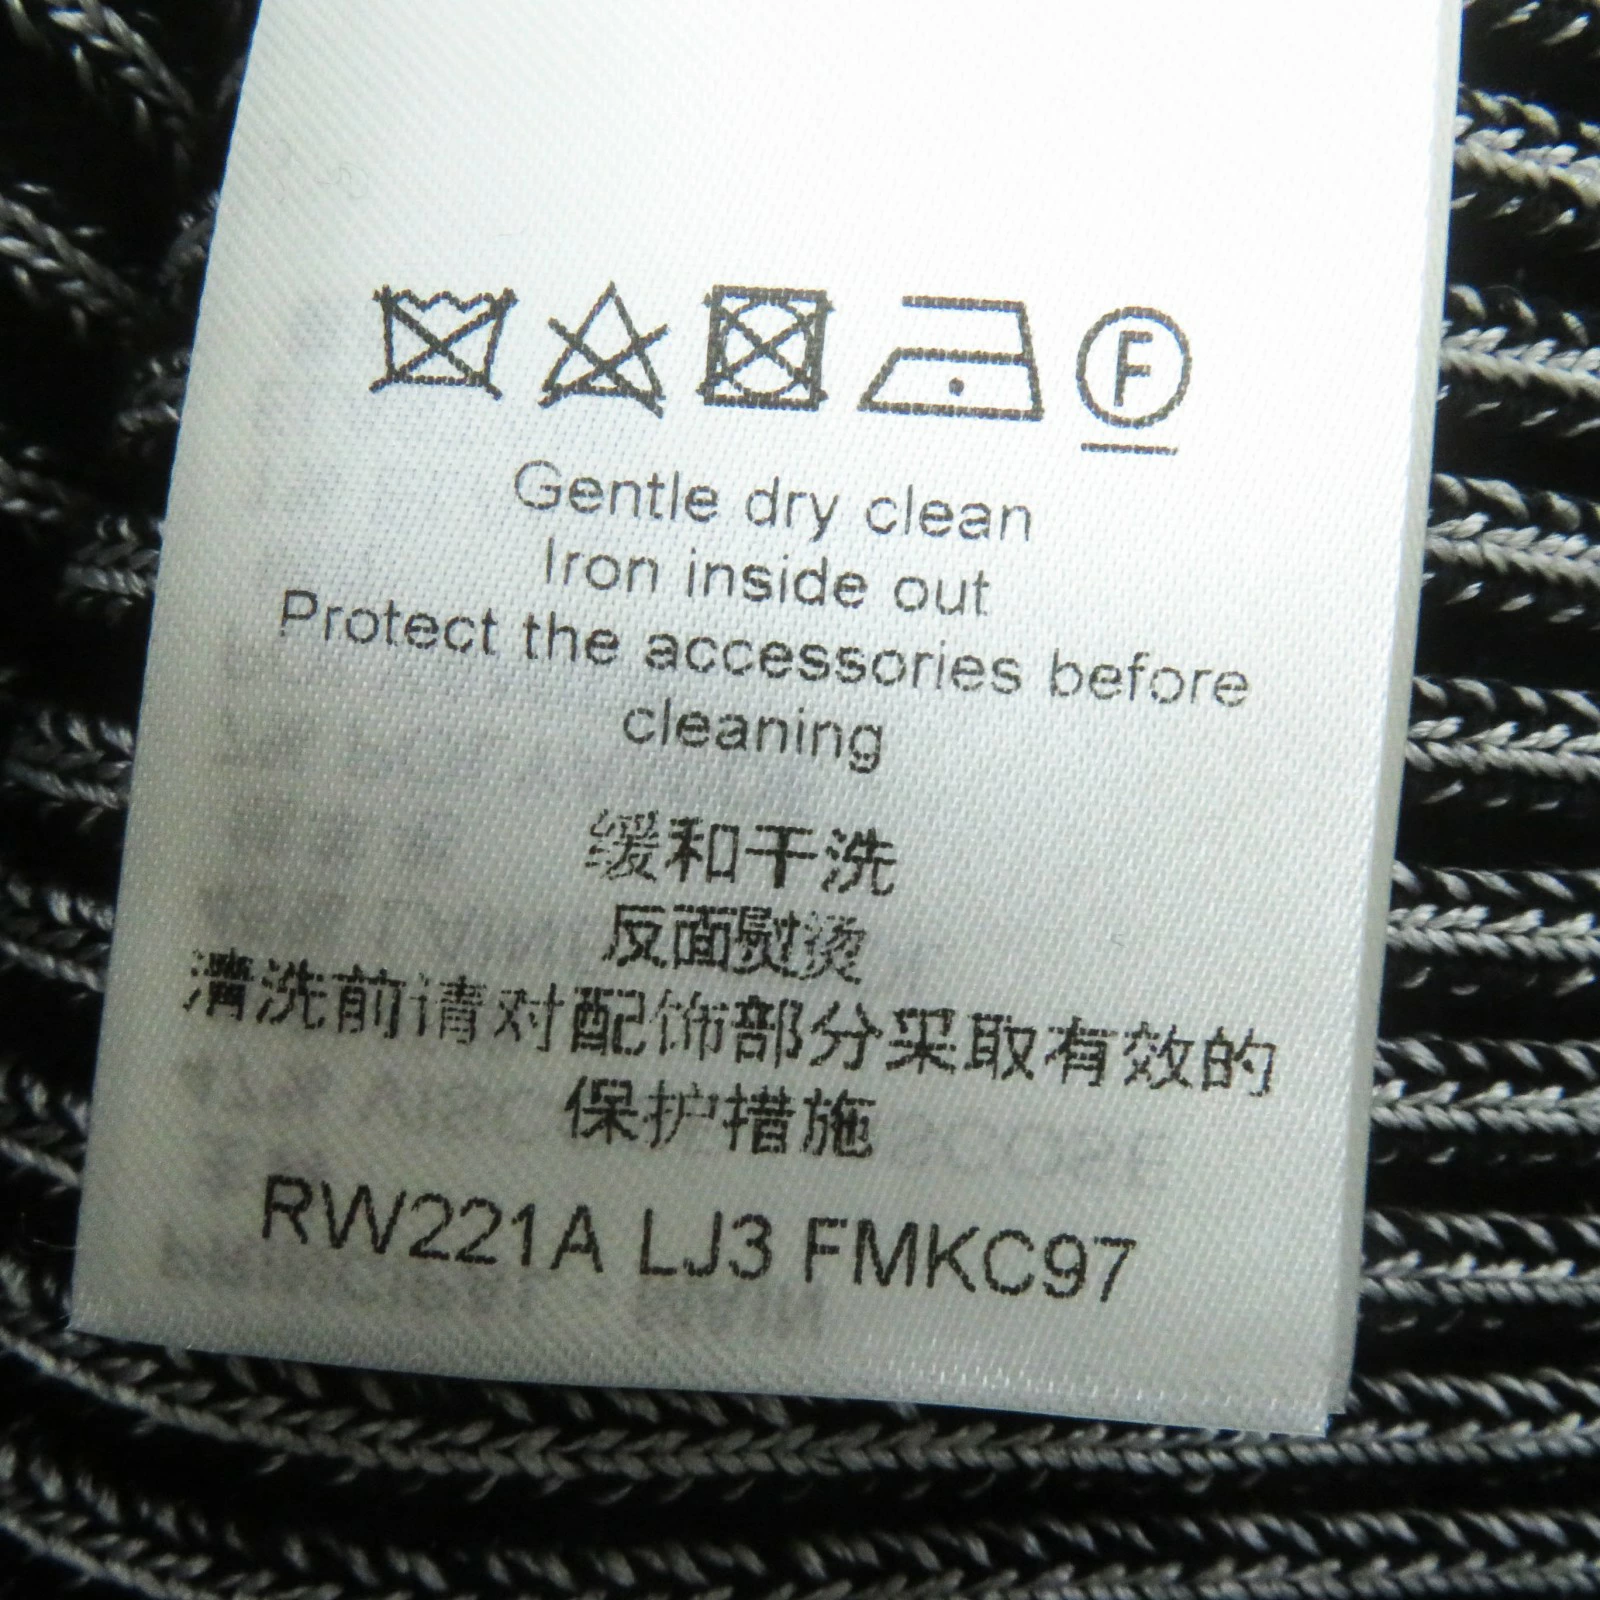 F
Gentle dry clean
Iron inside out
Protect the accessories before
cleaning
缓和干洗
反面熨烫
清洗前请对配饰部分采取有效的
保护措施
RW221A LJ3 FMKC97